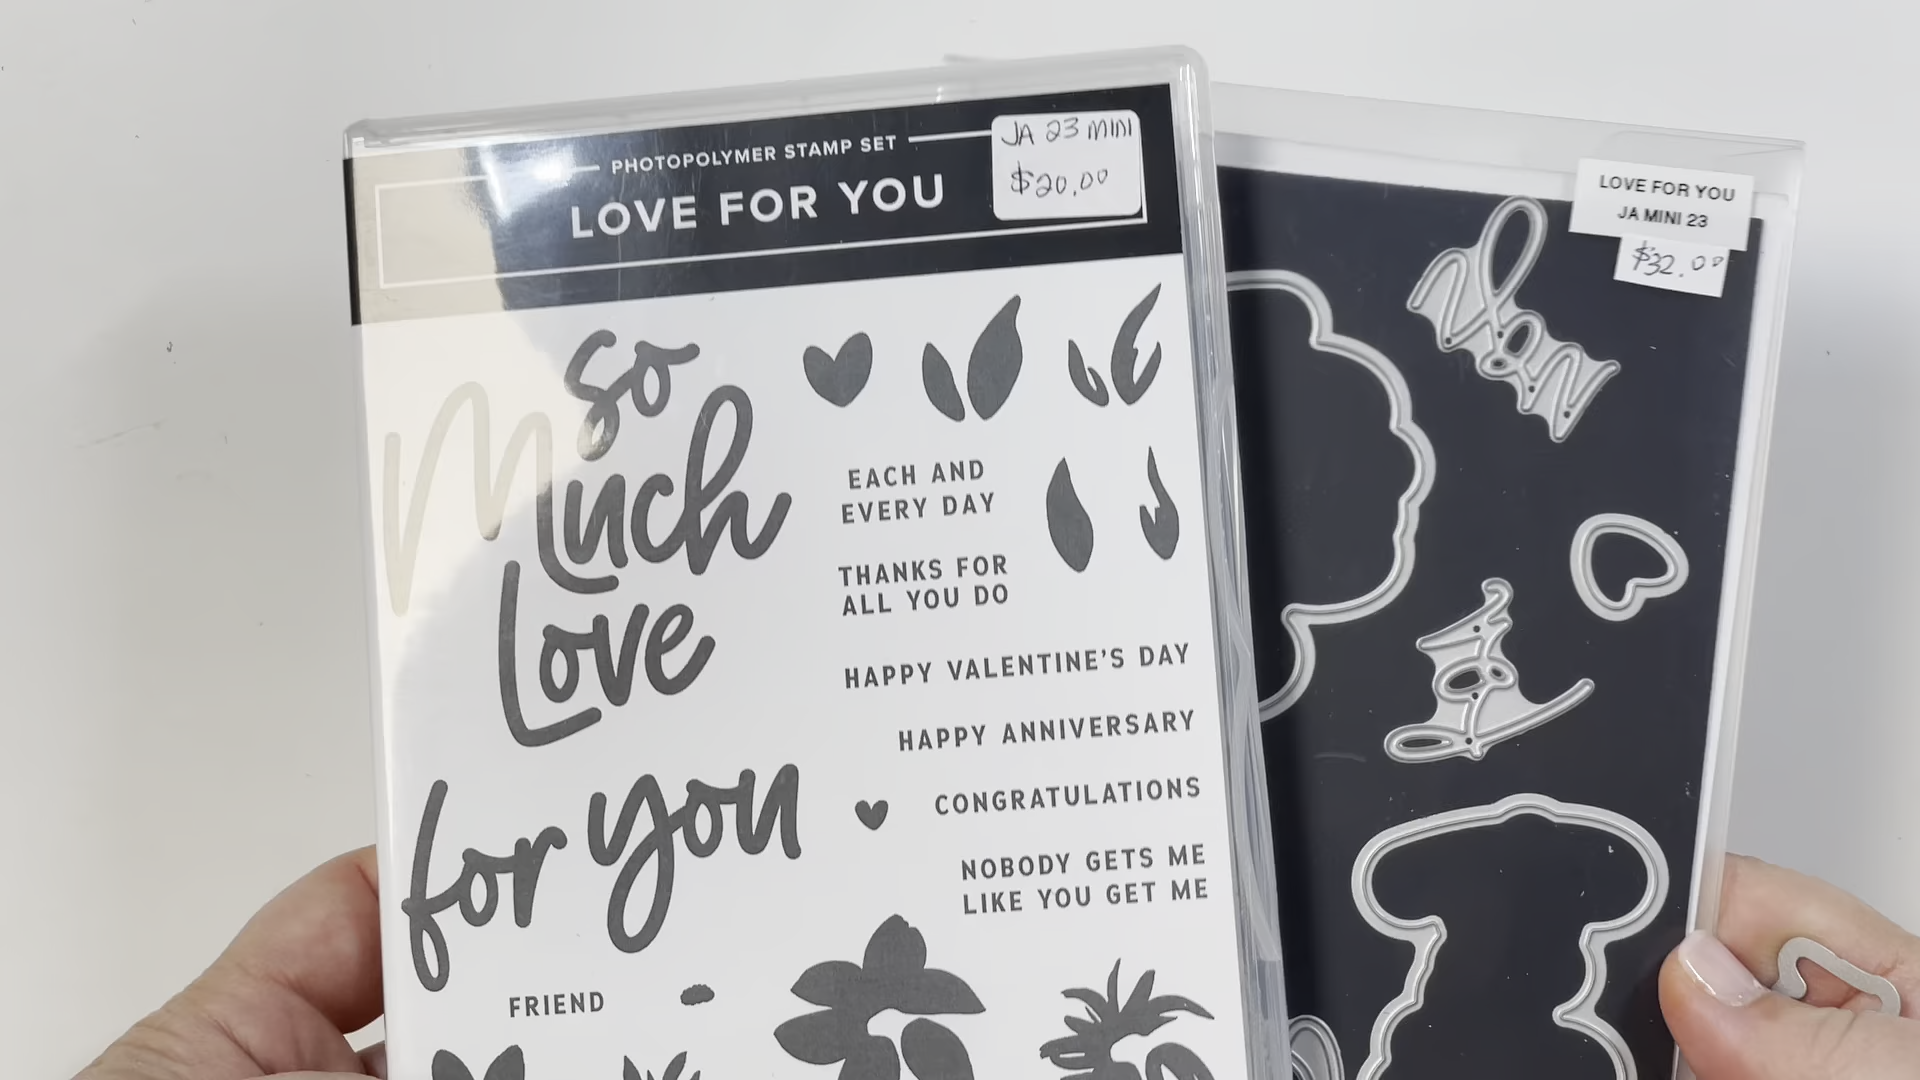 PHOTOPOLYMER STAMP SET
LOVE FOR YOU
JA 23 MINI
$20.00
so
Much
Love
for you
EACH AND
EVERY DAY
THANKS FOR
ALL YOU DO
HAPPY VALENTINE'S DAY
HAPPY ANNIVERSARY
CONGRATULATIONS
NOBODY GETS ME
LIKE YOU GET ME
FRIEND
LOVE FOR YOU
JA MINI 23
$32.00